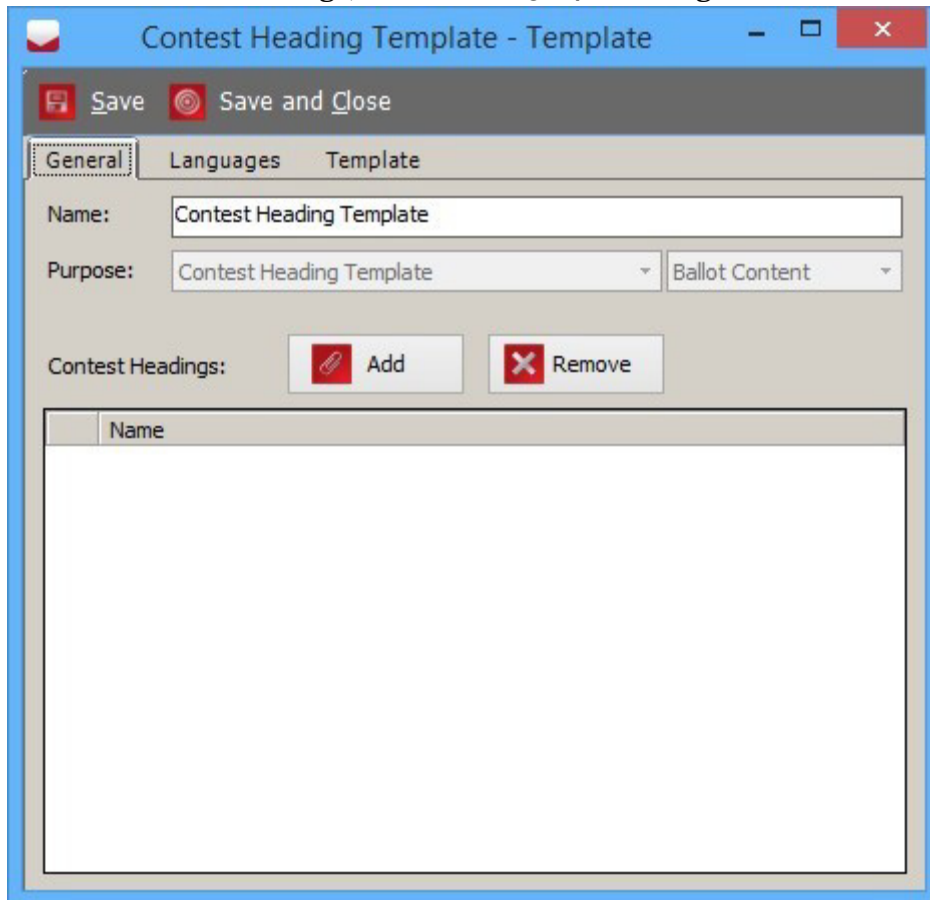 Contest Heading Template - Template
Save Save and Close
General Languages Template
Name: Contest Heading Template
Purpose: Contest Heading Template Ballot Content
Contest Headings: Add Remove
Name